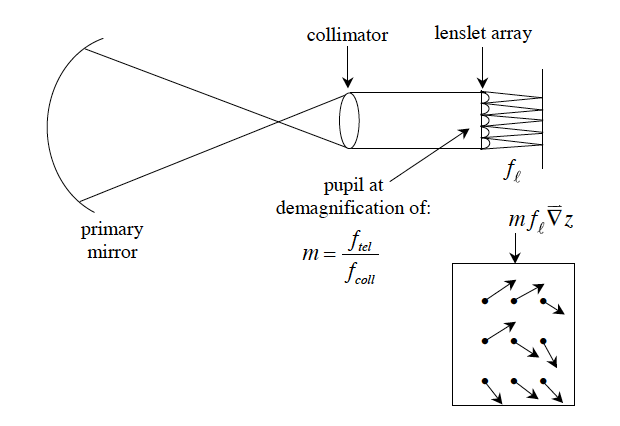 collimator
lenslet array
primary
mirror
pupil at
demagnification of:
m = f_tel / f_coll
f_ℓ
m f_ℓ ∇⃗ z